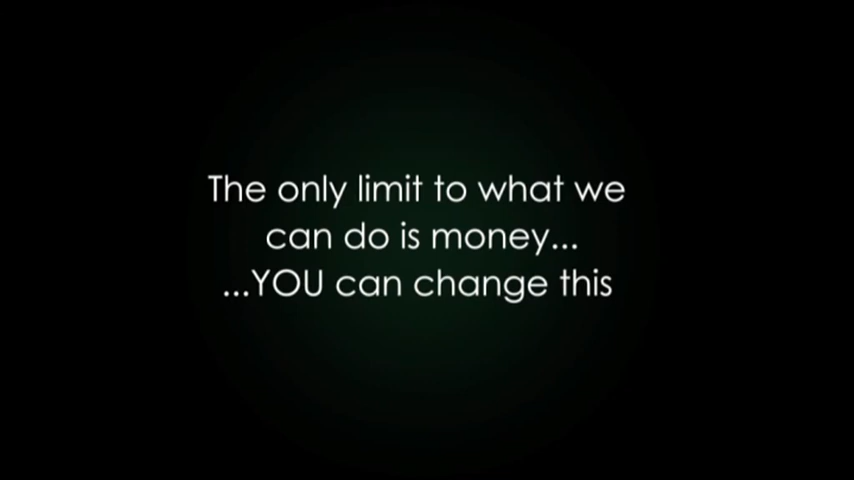 The only limit to what we
can do is money...
...YOU can change this